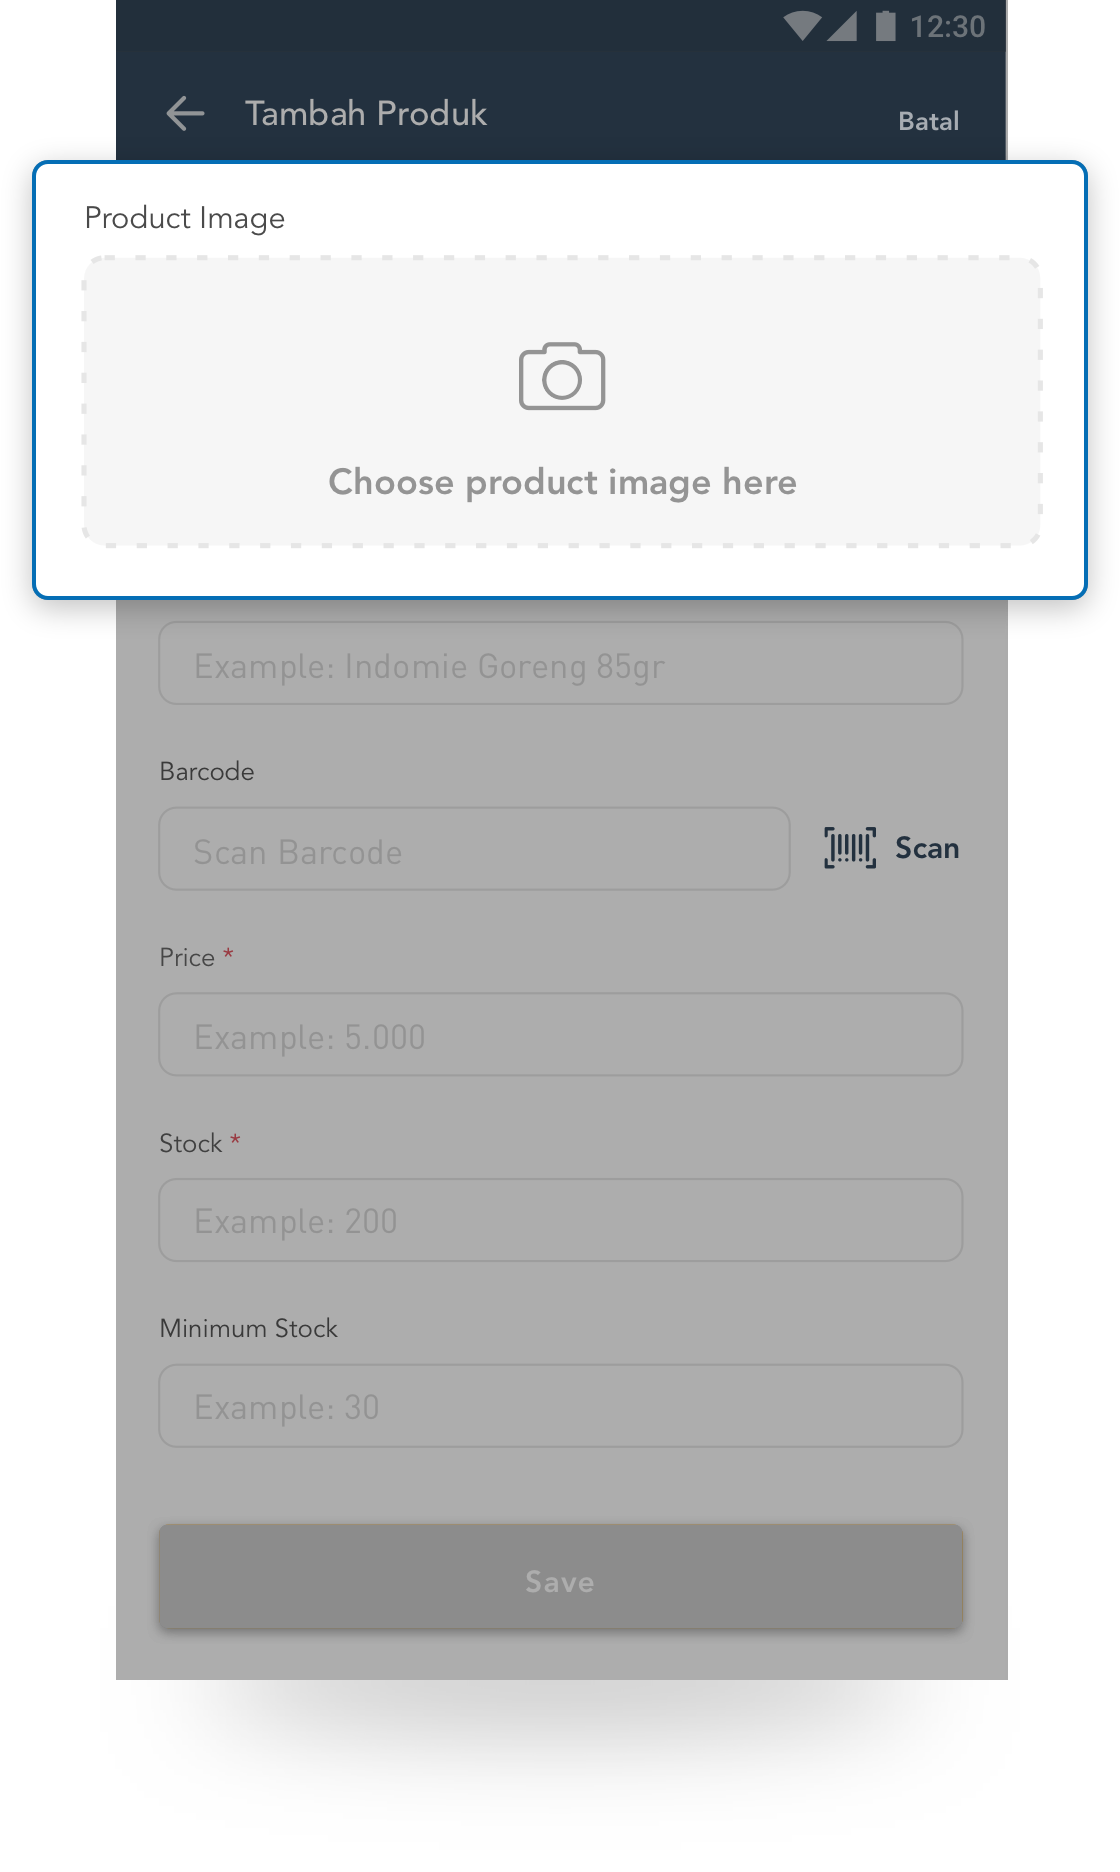 12:30
Tambah Produk
Batal
Product Image
Choose product image here
Example: Indomie Goreng 85gr
Barcode
Scan Barcode
Scan
Price *
Example: 5.000
Stock *
Example: 200
Minimum Stock
Example: 30
Save